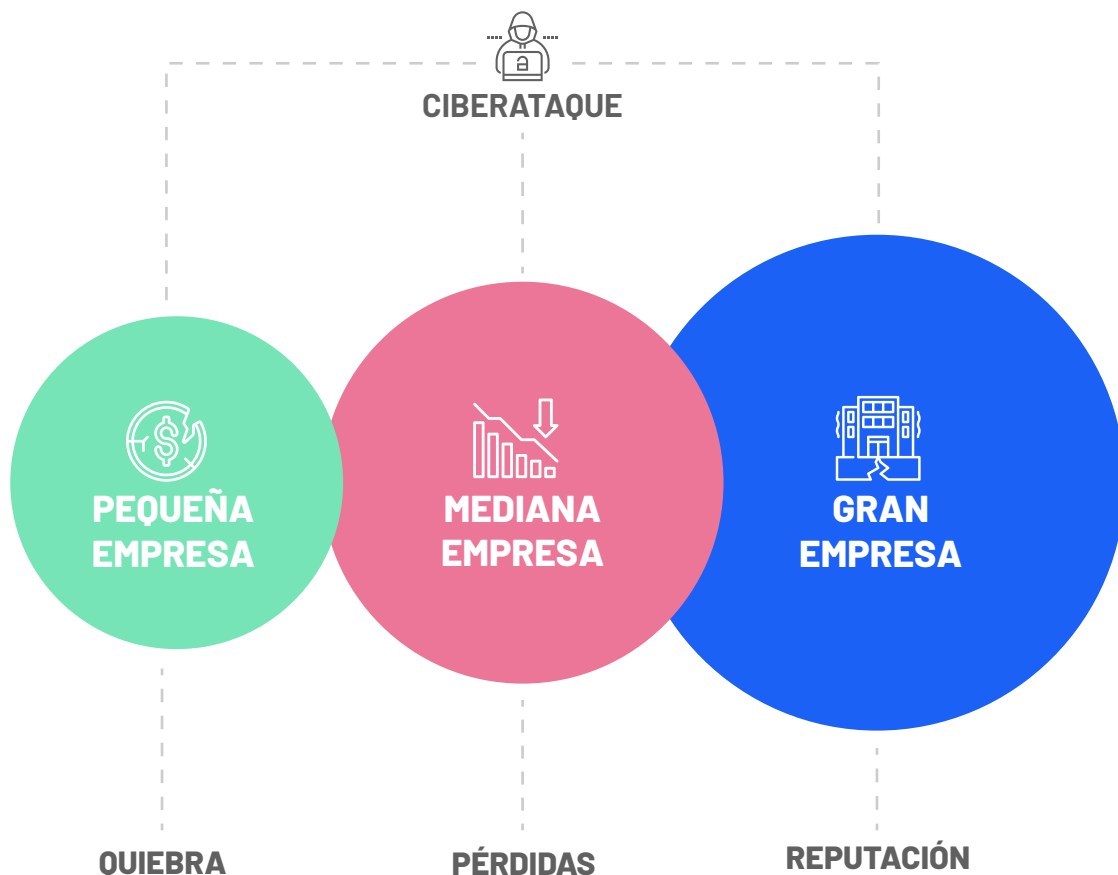 CIBERATAQUE
PEQUEÑA
EMPRESA
MEDIANA
EMPRESA
GRAN
EMPRESA
QUIEBRA
PÉRDIDAS
REPUTACIÓN